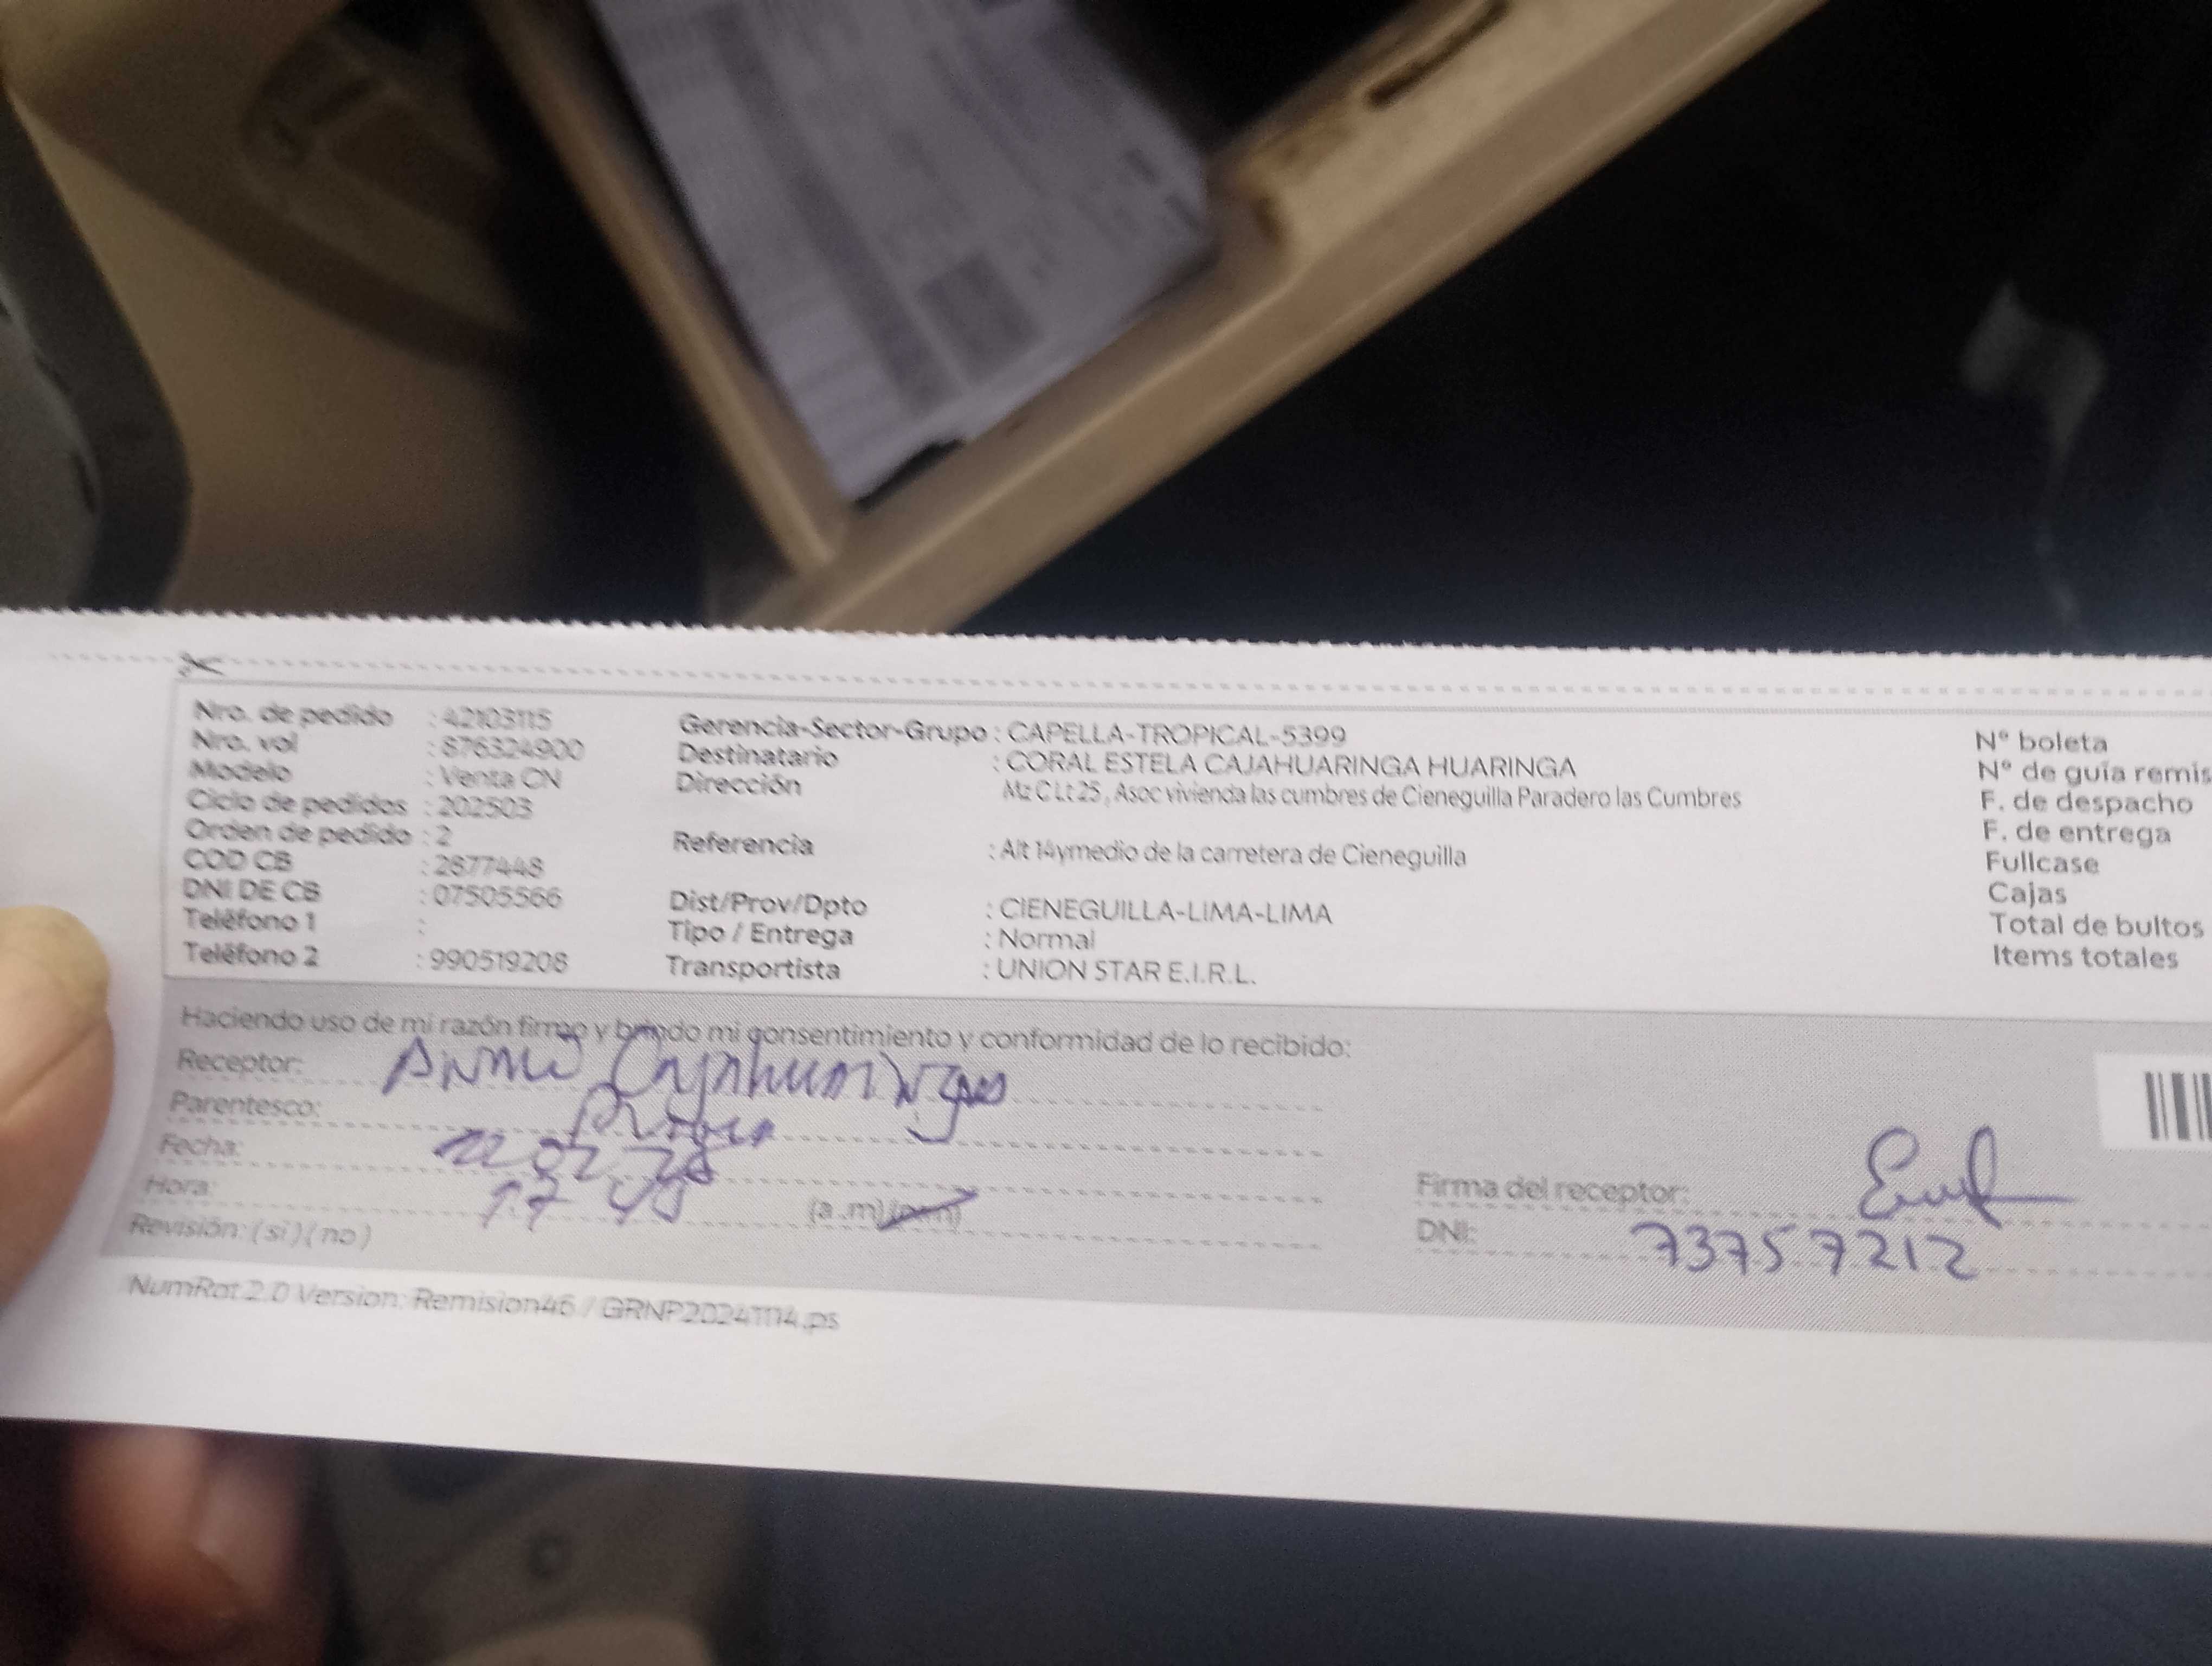 Nro. de pedido : 42103115
Nro. vol : 876324900
Modelo : Venta CN
Ciclo de pedidos : 202503
Orden de pedido : 2
COD CB : 2877448
DNI DE CB : 07505566
Teléfono 1 :
Teléfono 2 : 990519208
Gerencia-Sector-Grupo : CAPELLA-TROPICAL-5399
Destinatario : CORAL ESTELA CAJAHUARINGA HUARINGA
Dirección Mz C Lt 25 , Asoc vivienda las cumbres de Cieneguilla Paradero las Cumbres
Referencia : Alt 14ymedio de la carretera de Cieneguilla
Dist/Prov/Dpto : CIENEGUILLA-LIMA-LIMA
Tipo / Entrega : Normal
Transportista : UNION STAR E.I.R.L.
N° boleta
N° de guía remis
F. de despacho
F. de entrega
Fullcase
Cajas
Total de bultos
Items totales
Haciendo uso de mi razón firmo y brindo mi consentimiento y conformidad de lo recibido:
Receptor:
Parentesco:
Fecha:
Hora: (a.m)(p.m)
Revisión: (si)(no)
Firma del receptor:
DNI: 73757212
NumRot 2.0 Version: Remision46 / GRNP20241114.ps